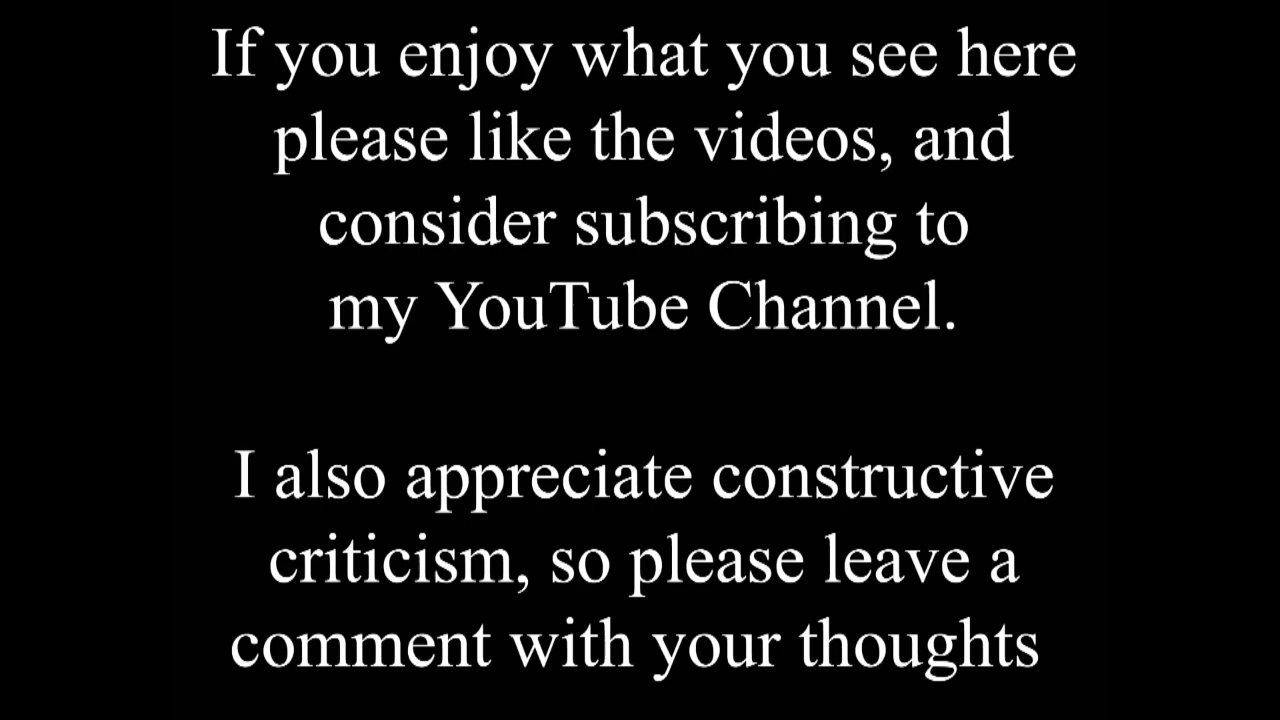 If you enjoy what you see here
please like the videos, and
consider subscribing to
my YouTube Channel.
I also appreciate constructive
criticism, so please leave a
comment with your thoughts